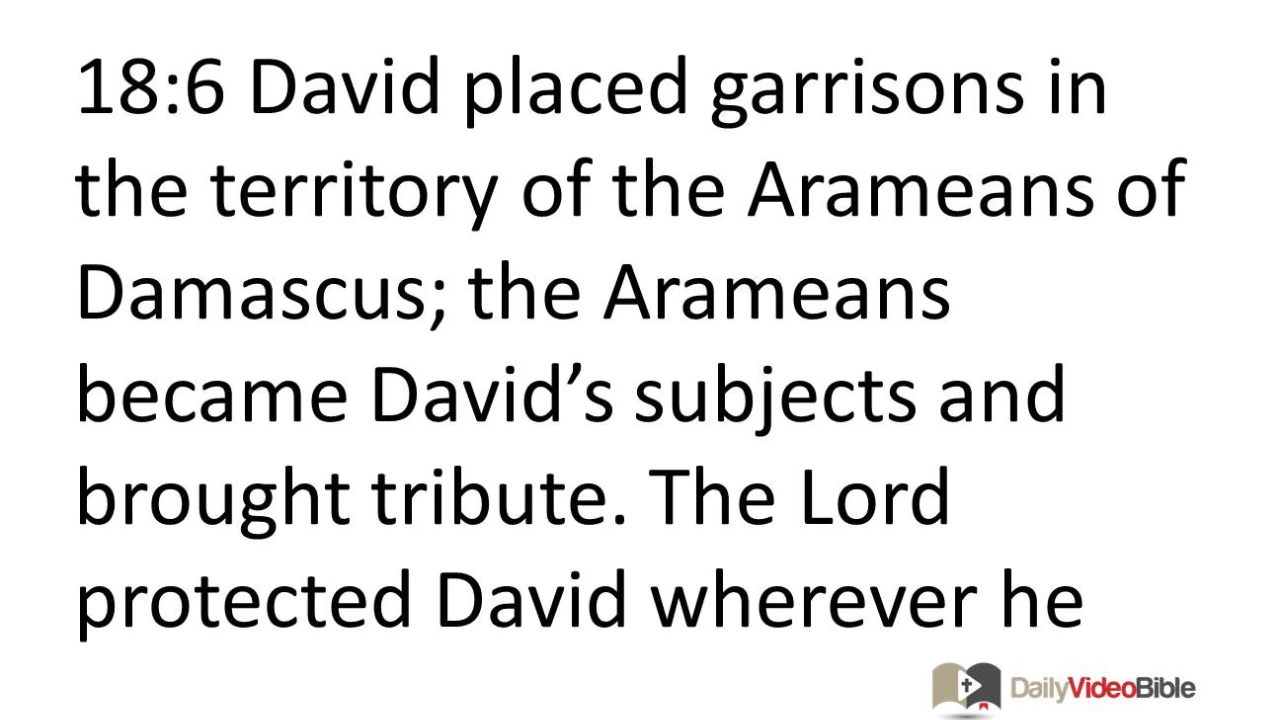 18:6 David placed garrisons in
the territory of the Arameans of
Damascus; the Arameans
became David’s subjects and
brought tribute. The Lord
protected David wherever he
DailyVideoBible